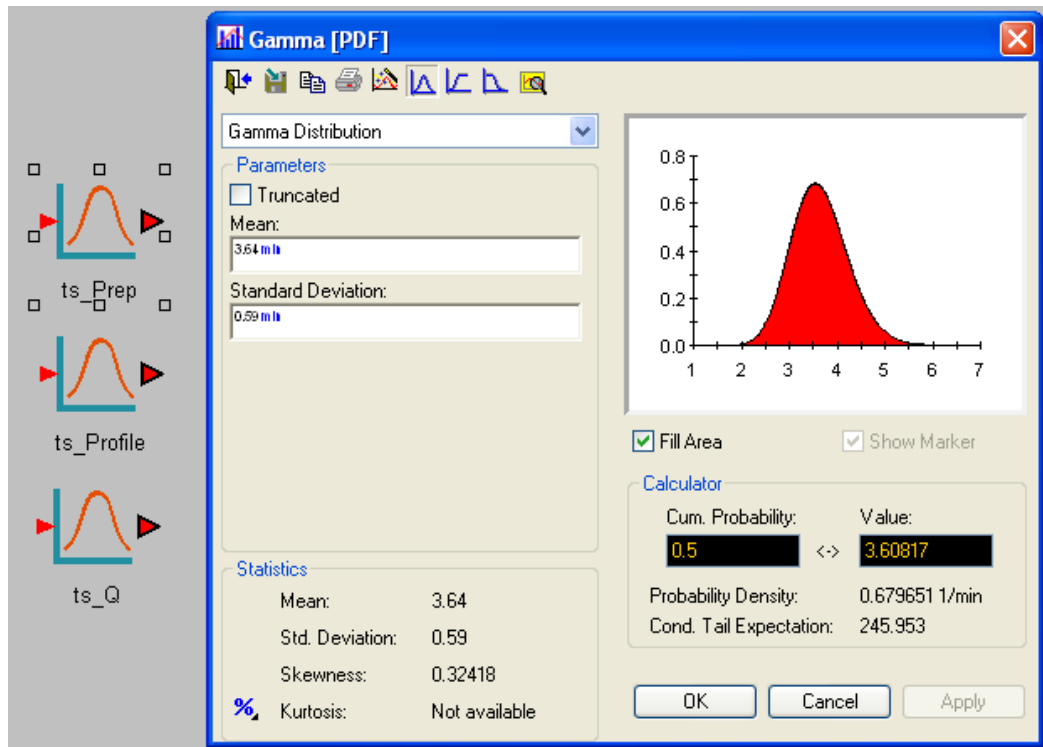 Gamma [PDF]
Gamma Distribution
Parameters
Truncated
Mean:
3.64 min
Standard Deviation:
0.59 min
Statistics
Mean: 3.64
Std. Deviation: 0.59
Skewness: 0.32418
%
Kurtosis: Not available
0.8
0.6
0.4
0.2
0.0
1 2 3 4 5 6 7
Fill Area
Show Marker
Calculator
Cum. Probability: Value:
0.5 <-> 3.60817
Probability Density: 0.679651 1/min
Cond. Tail Expectation: 245.953
OK Cancel Apply
ts_Prep
ts_Profile
ts_Q